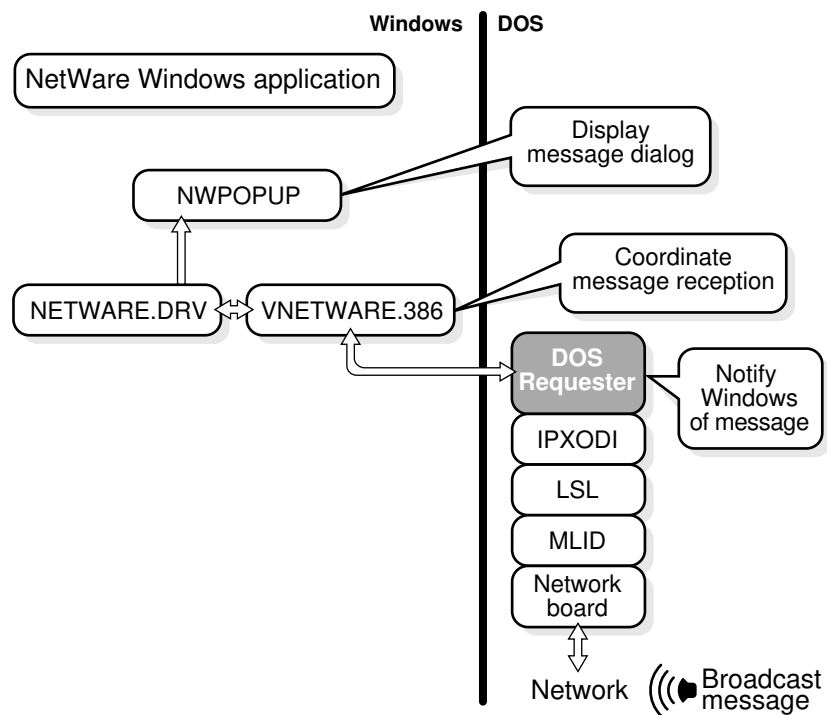 Windows
DOS
NetWare Windows application
Display
message dialog
NWPOPUP
Coordinate
message reception
NETWARE.DRV
VNETWARE.386
DOS
Requester
Notify
Windows
of message
IPXODI
LSL
MLID
Network
board
Network
Broadcast
message